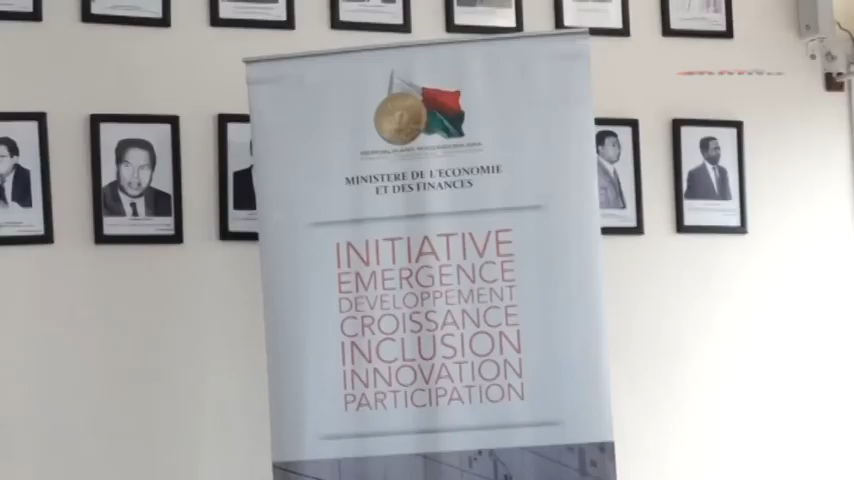 MINISTERE DE L'ECONOMIE
ET DES FINANCES
INITIATIVE
EMERGENCE
DEVELOPPEMENT
CROISSANCE
INCLUSION
INNOVATION
PARTICIPATION